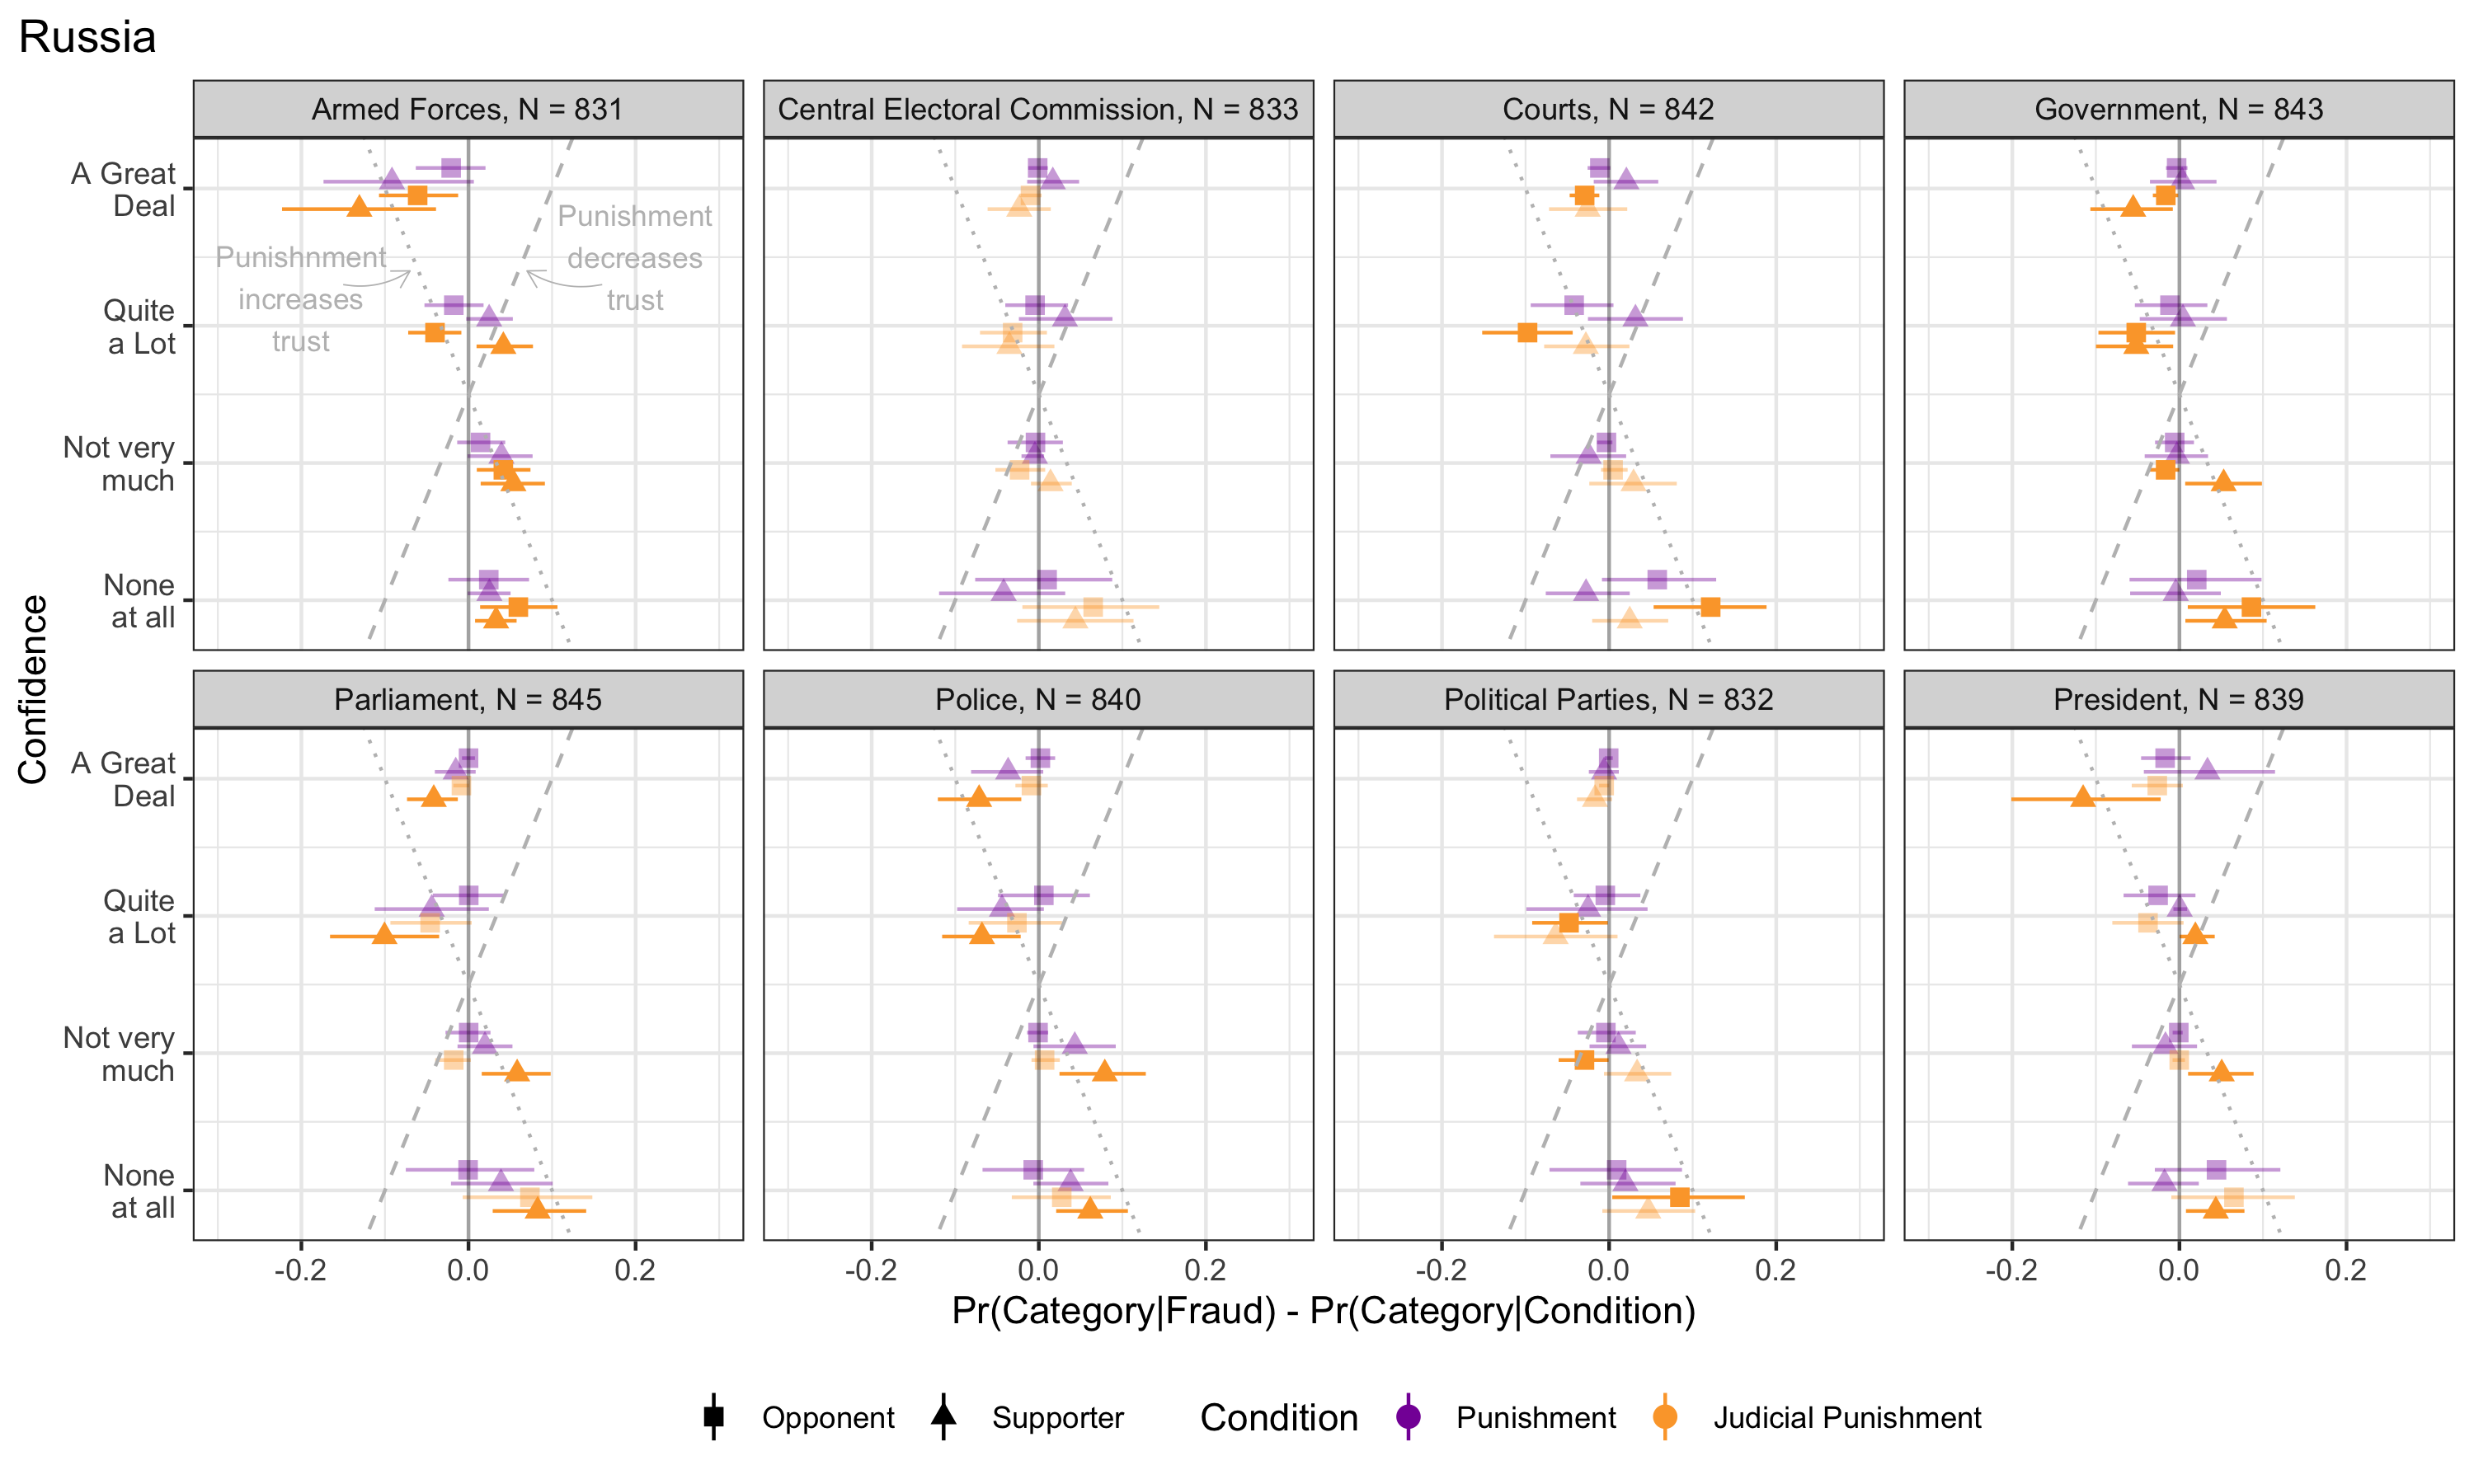 Russia
Armed Forces, N = 831
Central Electoral Commission, N = 833
Courts, N = 842
Government, N = 843
A Great
Deal
Quite
a Lot
Not very
much
None
at all
Punishnment
increases
trust
Punishment
decreases
trust
Confidence
Parliament, N = 845
Police, N = 840
Political Parties, N = 832
President, N = 839
A Great
Deal
Quite
a Lot
Not very
much
None
at all
-0.2 0.0 0.2
-0.2 0.0 0.2
-0.2 0.0 0.2
-0.2 0.0 0.2
Pr(Category|Fraud) - Pr(Category|Condition)
Opponent Supporter Condition Punishment Judicial Punishment